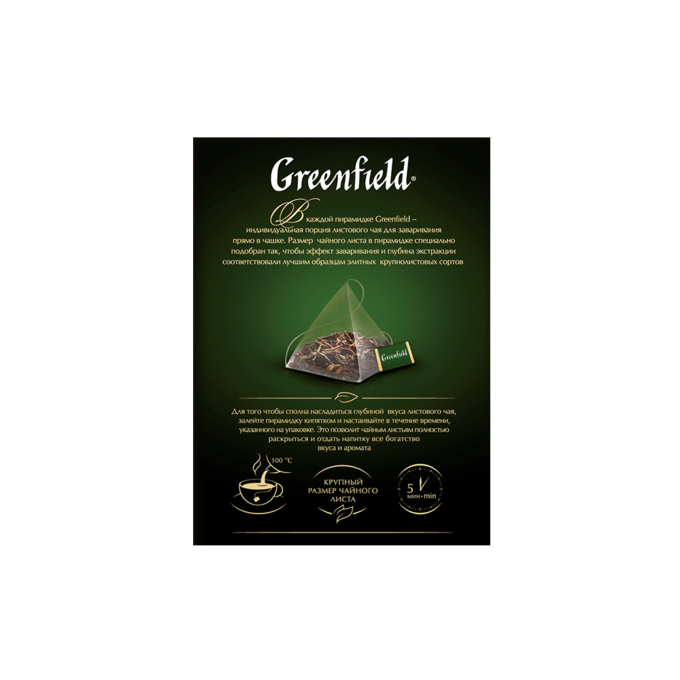 Greenfield®
В каждой пирамидке Greenfield –
индивидуальная порция листового чая для заваривания
прямо в чашке. Размер чайного листа в пирамидке специально
подобран так, чтобы эффект заваривания и глубина экстракции
соответствовали лучшим образцам элитных крупнолистовых сортов
Greenfield
Для того чтобы сполна насладиться глубиной вкуса листового чая,
залейте пирамидку кипятком и настаивайте в течение времени,
указанного на упаковке. Это позволит чайным листьям полностью
раскрыться и отдать напитку все богатство
вкуса и аромата
100 °C
КРУПНЫЙ
РАЗМЕР ЧАЙНОГО
ЛИСТА
5
мин•min